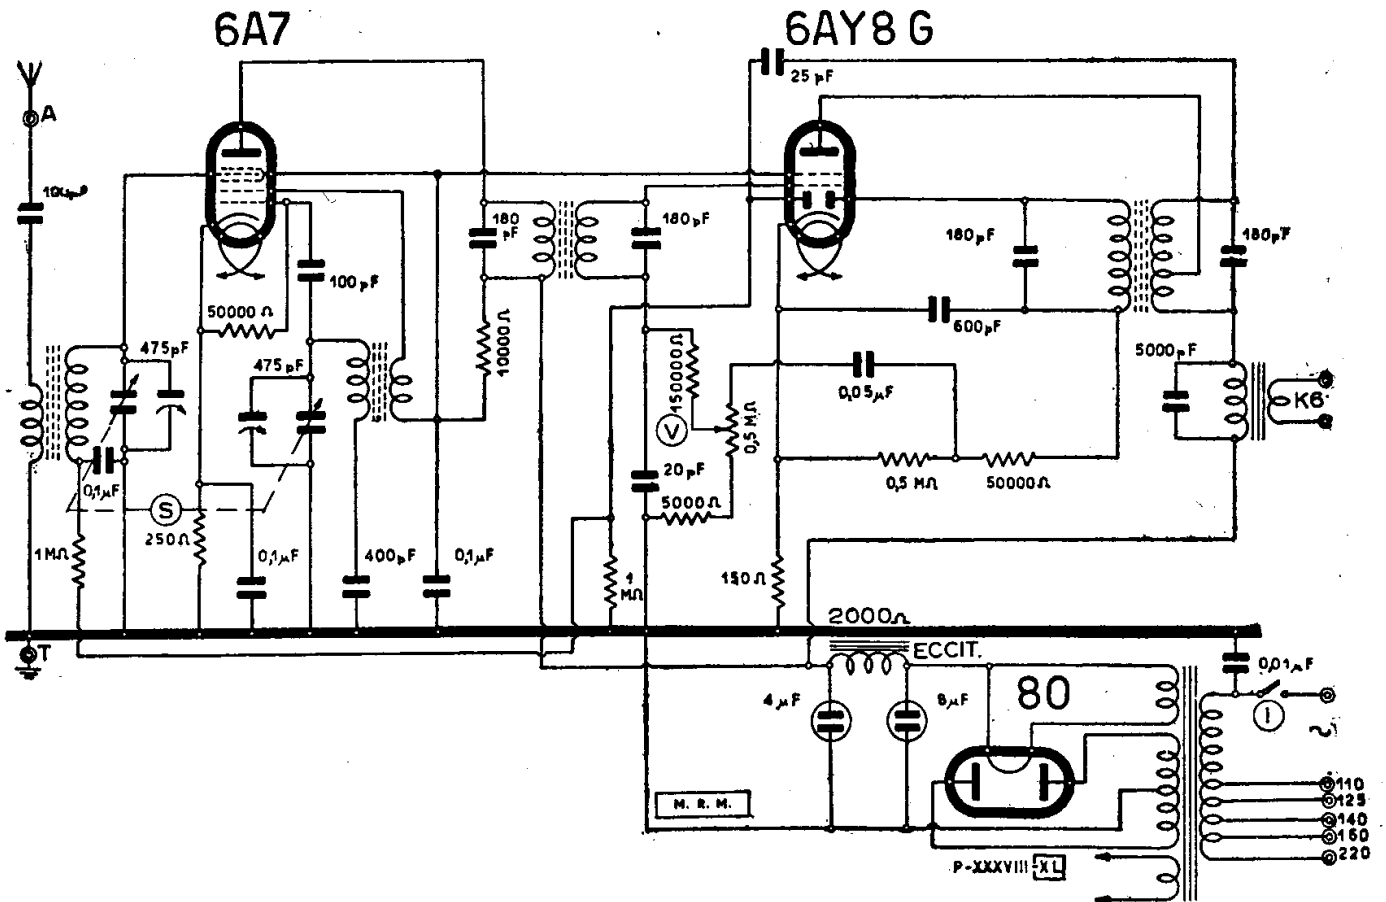 6A7
6AY8 G
25 pF
A
180 pF
180 pF
180 pF
180 pF
100 pF
50000 Ω
600pF
475 pF
475 pF
10000 Ω
150000 Ω
5000 pF
0,05 µF
K6
V
0,5 MΩ
20 pF
0,1 µF
0,5 MΩ
50000 Ω
5000 Ω
S
250 Ω
1 MΩ
0,1 µF
400 pF
0,1 µF
1 MΩ
150 Ω
2000 Ω
T
ECCIT.
0,01 µF
80
4 µF
8 µF
I
~
M. R. M.
110
125
140
160
220
P-XXXVIII-XL